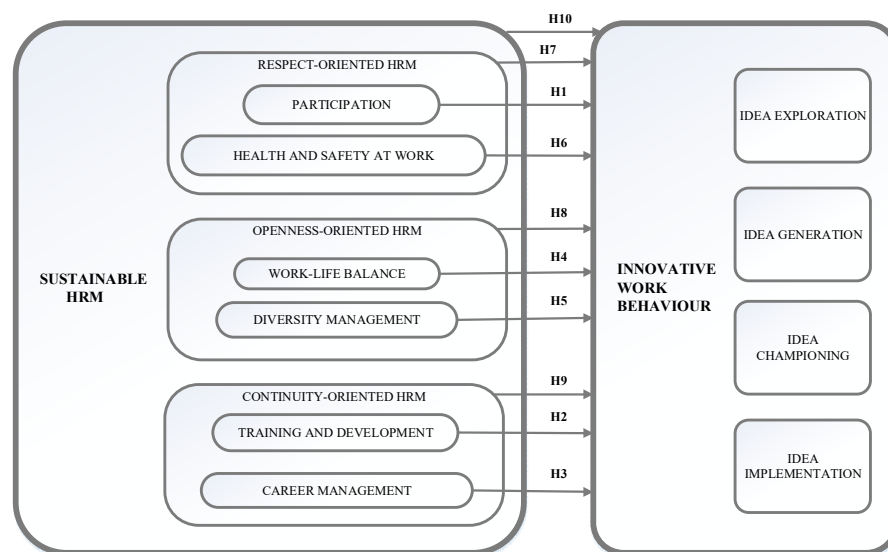 H10
RESPECT-ORIENTED HRM
H7
PARTICIPATION
H1
HEALTH AND SAFETY AT WORK
H6
OPENNESS-ORIENTED HRM
H8
WORK-LIFE BALANCE
H4
DIVERSITY MANAGEMENT
H5
SUSTAINABLE
HRM
CONTINUITY-ORIENTED HRM
H9
TRAINING AND DEVELOPMENT
H2
CAREER MANAGEMENT
H3
INNOVATIVE
WORK
BEHAVIOUR
IDEA EXPLORATION
IDEA GENERATION
IDEA
CHAMPIONING
IDEA
IMPLEMENTATION